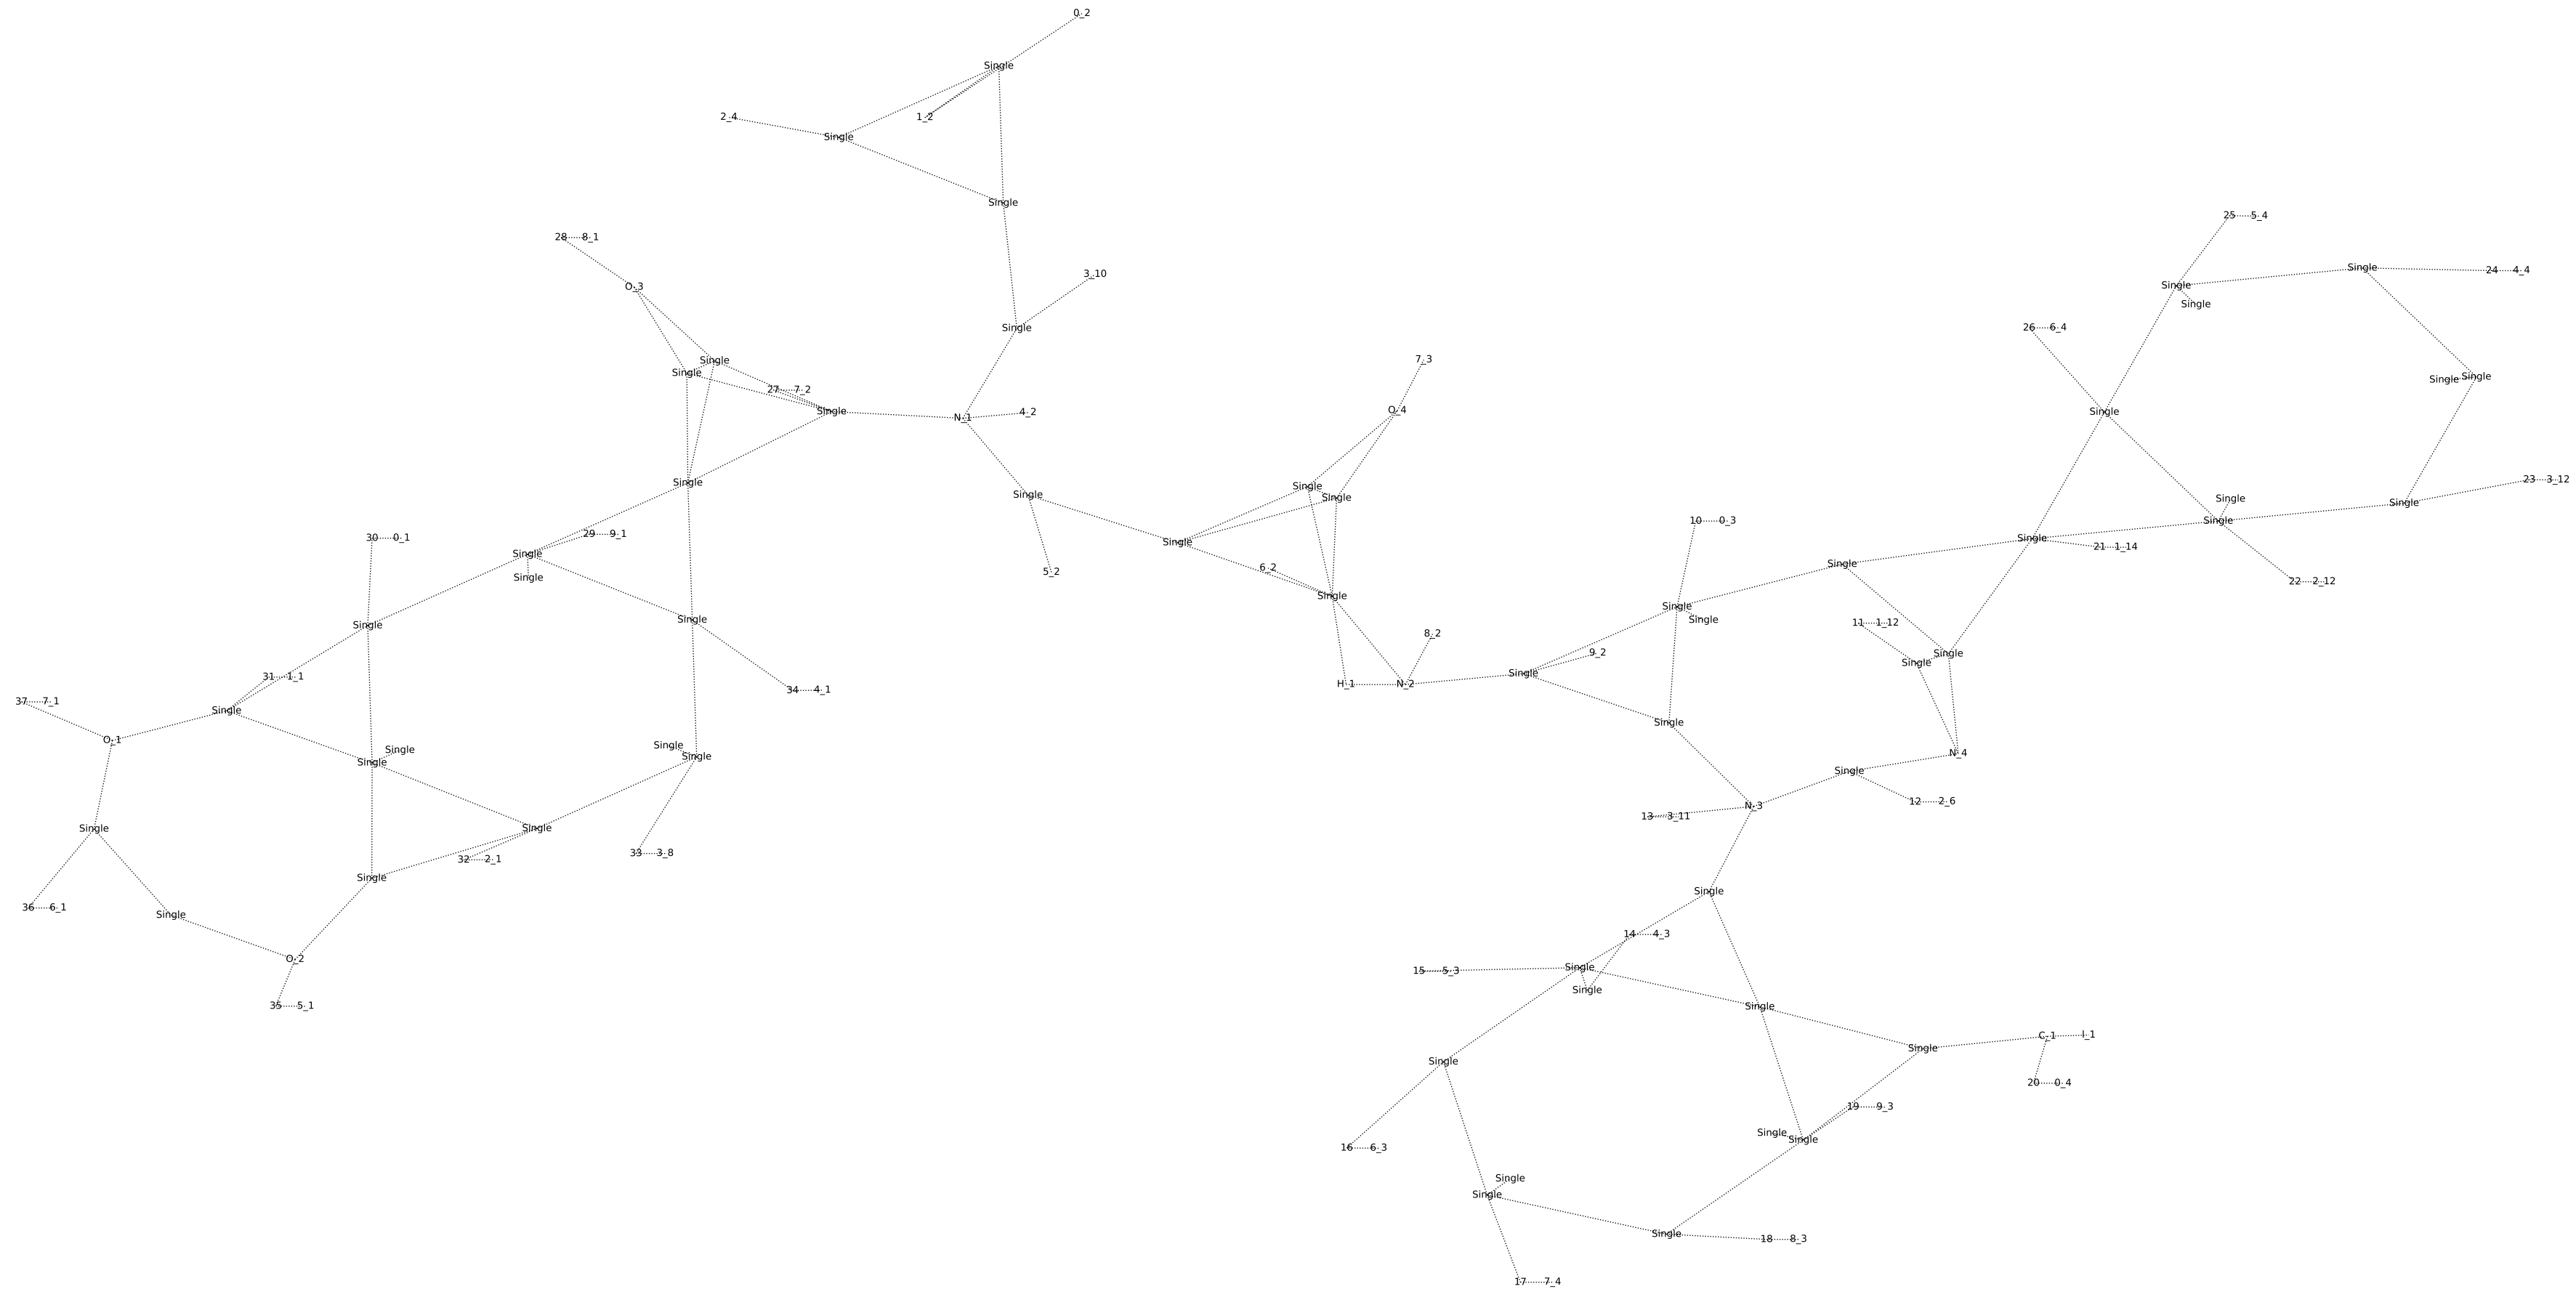 0_2
Single
2_4
1_2
Single
Single
25 5_4
28 8_1
Single
24 4_4
3_10
Single
O_3
Single
Single
26 6_4
7_3
Single
Single
Single
Single
Single
27 7_2
O_4
Single
N_1
4_2
Single
23 3_12
Single
Single
Single
Single
Single
Single
10 0_3
Single
29 9_1
30 0_1
Single
Single
21 1_14
Single
Single
6_2
5_2
Single
22 2_12
Single
Single
Single
Single
11 1_12
Single
8_2
9_2
Single
Single
31 1_1
Single
H_1
N_2
34 4_1
37 7_1
Single
Single
O_1
Single
Single
Single
N_4
Single
Single
12 2_6
N_3
13 3_11
Single
Single
33 3_8
32 2_1
Single
Single
36 6_1
Single
14 4_3
O_2
Single
15 5_3
Single
35 5_1
Single
C_1
I_1
Single
Single
20 0_4
19 9_3
Single
Single
16 6_3
Single
Single
Single
18 8_3
17 7_4